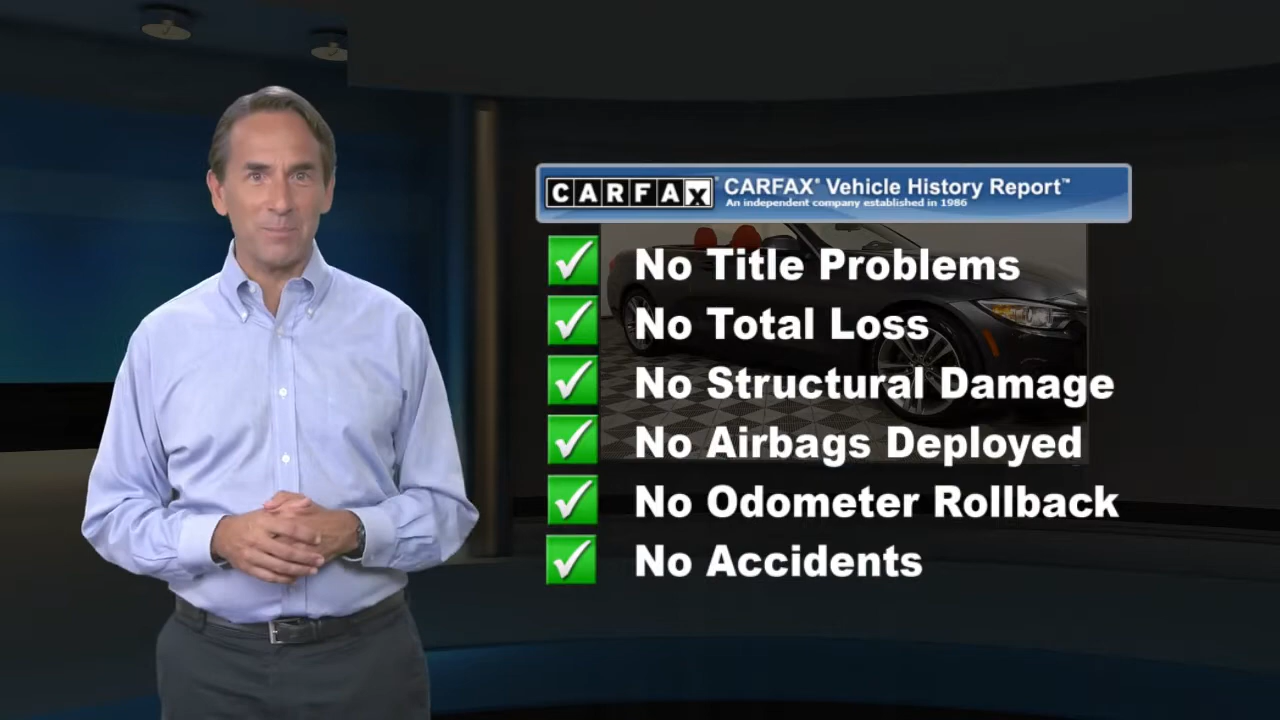 CARFAX
CARFAX® Vehicle History Report™
An independent company established in 1986
No Title Problems
No Total Loss
No Structural Damage
No Airbags Deployed
No Odometer Rollback
No Accidents